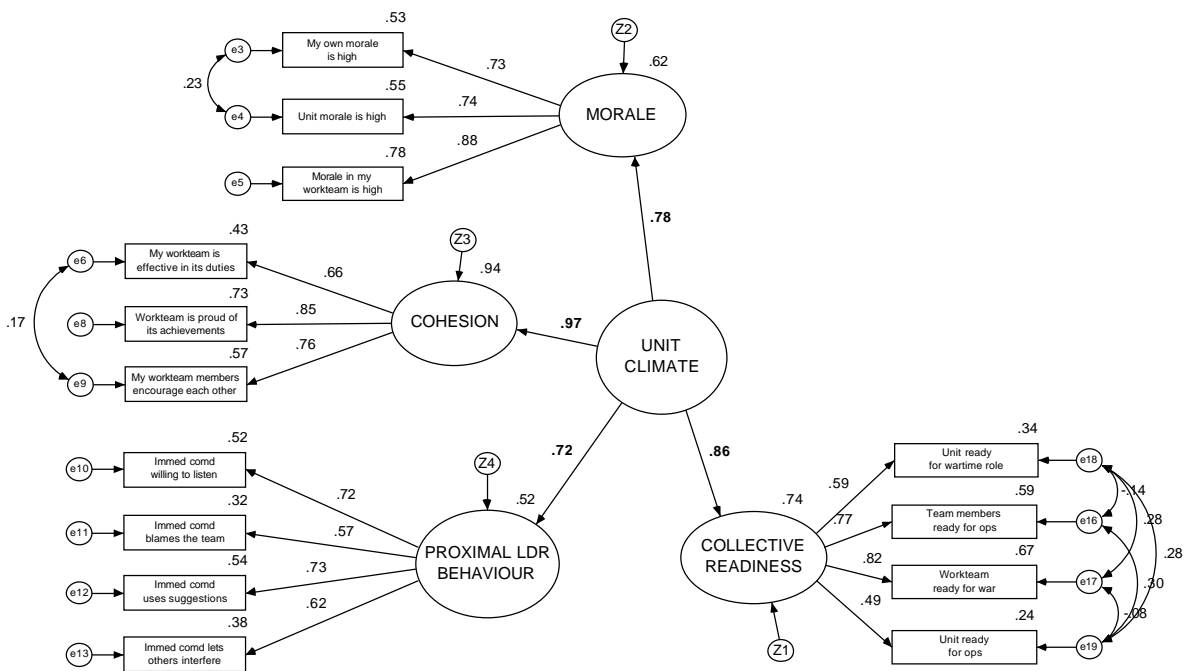 .53
Z2
e3
My own morale
is high
.62
.73
.23
.55
e4
Unit morale is high
.74
MORALE
.88
.78
e5
Morale in my
workteam is high
.78
.43
Z3
e6
My workteam is
effective in its duties
.94
.66
.73
.17
e8
Workteam is proud of
its achievements
.85
COHESION
.97
UNIT
CLIMATE
.57
.76
e9
My workteam members
encourage each other
.52
.72
.86
.34
e10
Immed comd
willing to listen
Z4
Unit ready
for wartime role
e18
.72
.52
.74
.59
-.14
.32
.59
e11
Immed comd
blames the team
.57
.77
Team members
ready for ops
e16
.28
.28
.54
PROXIMAL LDR
BEHAVIOUR
COLLECTIVE
READINESS
.82
.67
e12
Immed comd
uses suggestions
.73
Workteam
ready for war
e17
.30
.62
.49
-.08
.38
.24
e13
Immed comd lets
others interfere
Z1
Unit ready
for ops
e19